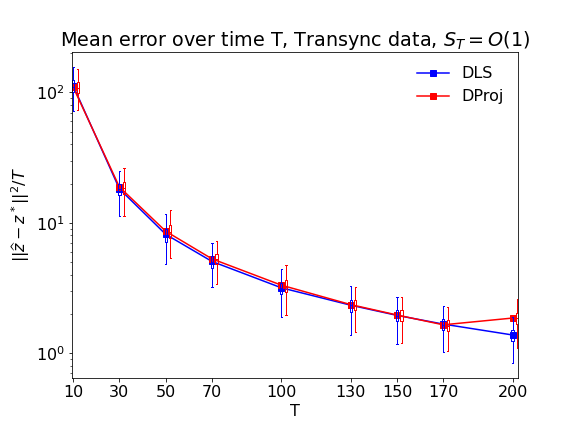 Mean error over time T, Transync data, $S_T = O(1)$
DLS
DProj
$||\hat{z} - z^*||^2/T$
$10^2$
$10^1$
$10^0$
10 30 50 70 100 130 150 170 200
T